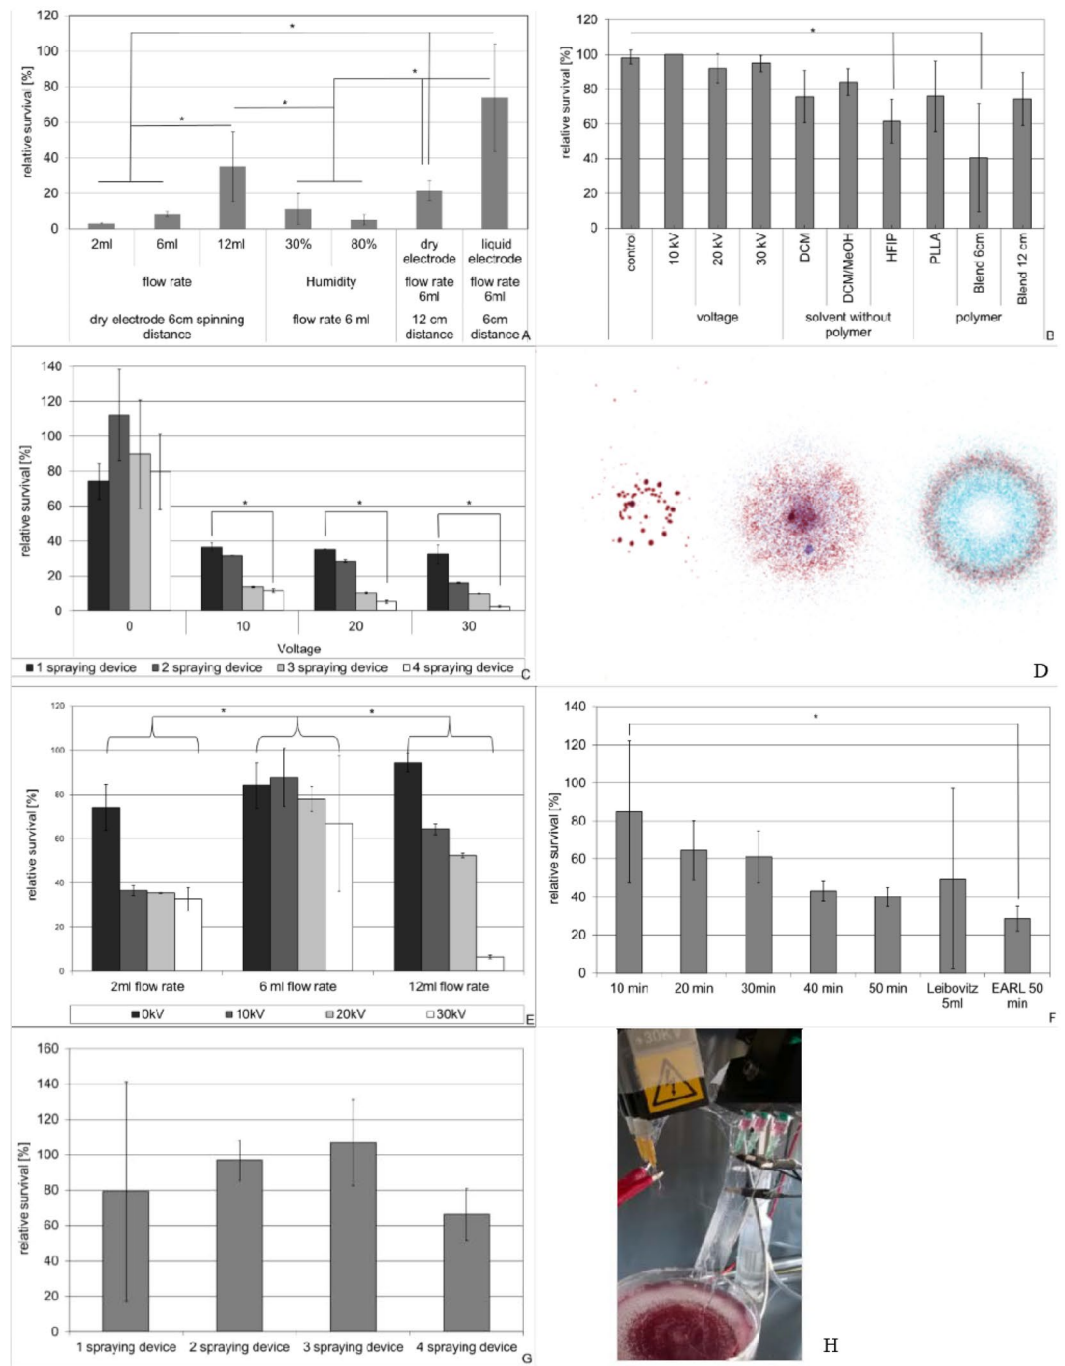 120
100
80
60
40
20
0
relative survival [%]
*
*
*
*
2ml 6ml 12ml 30% 80% dry electrode liquid electrode
flow rate Humidity flow rate 6ml flow rate 6ml
dry electrode 6cm spinning distance flow rate 6 ml 12 cm distance 6cm distance
A
120
100
80
60
40
20
0
relative survival [%]
*
control 10 kV 20 kV 30 kV DCM DCM/MeOH HFIP PLLA Blend 6cm Blend 12 cm
voltage solvent without polymer polymer
B
140
120
100
80
60
40
20
0
relative survival [%]
* * *
0 10 20 30
Voltage
1 spraying device 2 spraying device 3 spraying device 4 spraying device
C
D
120
100
80
60
40
20
0
relative survival [%]
* *
2ml flow rate 6 ml flow rate 12ml flow rate
0kV 10kV 20kV 30kV
E
140
120
100
80
60
40
20
0
relative survival [%]
*
10 min 20 min 30min 40 min 50 min Leibovitz 5ml EARL 50 min
F
160
140
120
100
80
60
40
20
0
relative survival [%]
1 spraying device 2 spraying device 3 spraying device 4 spraying device
G
+30KV
H